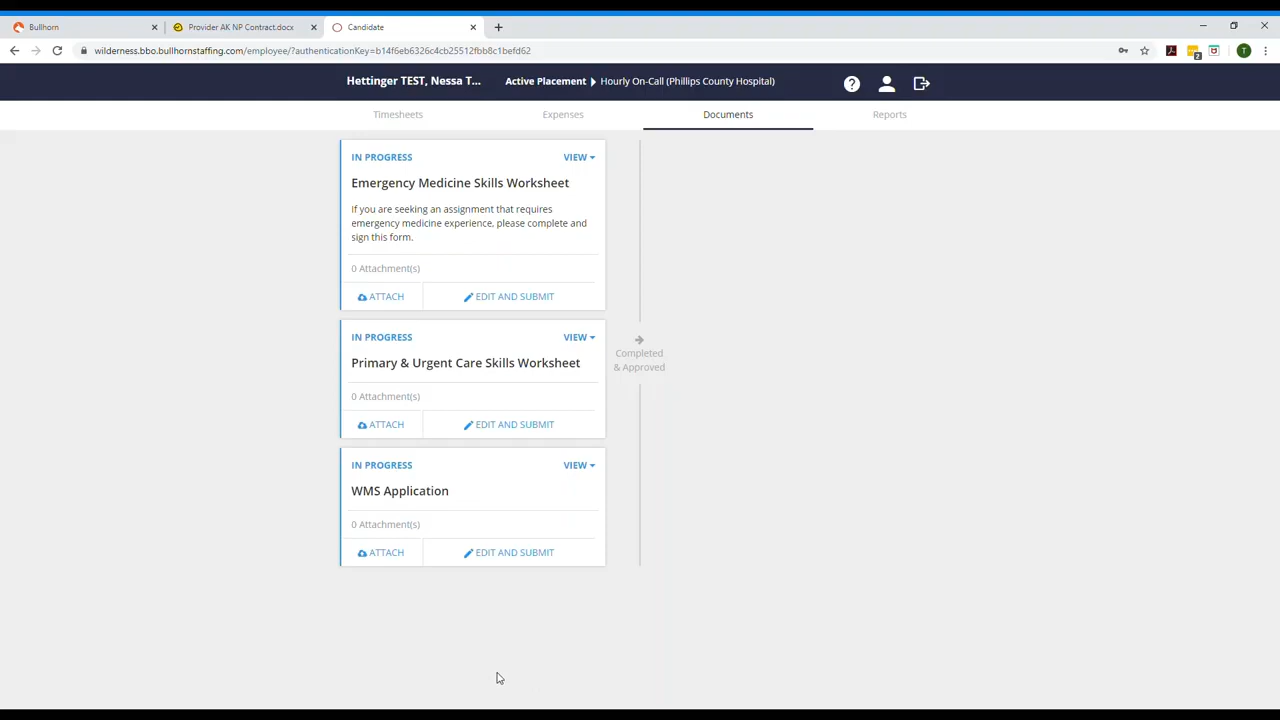 Bullhorn
Provider AK NP Contract.docx
Candidate
wilderness.bbo.bullhornstaffing.com/employee/?authenticationKey=b14f6eb6326c4cb25512fbb8c1befd62
2
T
Hettinger TEST, Nessa T...
Active Placement
Hourly On-Call (Phillips County Hospital)
Timesheets
Expenses
Documents
Reports
IN PROGRESS
VIEW
Emergency Medicine Skills Worksheet
If you are seeking an assignment that requires
emergency medicine experience, please complete and
sign this form.
0 Attachment(s)
ATTACH
EDIT AND SUBMIT
IN PROGRESS
VIEW
Primary & Urgent Care Skills Worksheet
0 Attachment(s)
ATTACH
EDIT AND SUBMIT
Completed
& Approved
IN PROGRESS
VIEW
WMS Application
0 Attachment(s)
ATTACH
EDIT AND SUBMIT